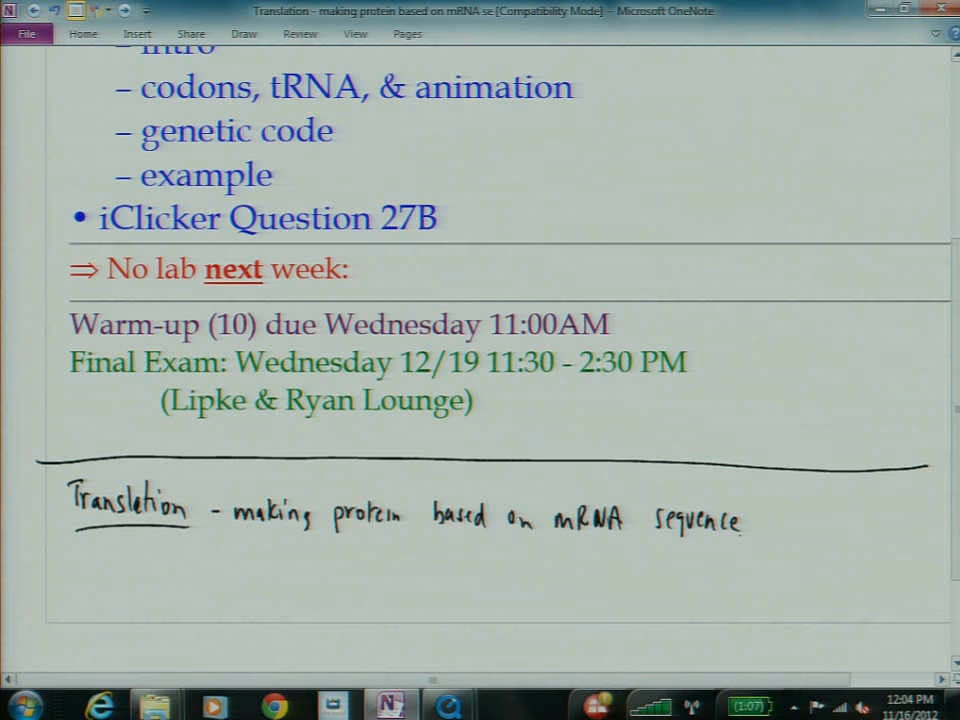 Translation - making protein based on mRNA se [Compatibility Mode] – Microsoft OneNote
File Home Insert Share Draw Review View Pages
– intro
– codons, tRNA, & animation
– genetic code
– example
• iClicker Question 27B
⇒ No lab next week:
Warm-up (10) due Wednesday 11:00AM
Final Exam: Wednesday 12/19 11:30 - 2:30 PM
(Lipke & Ryan Lounge)
Translation - making protein based on mRNA sequence
(1:07)
12:04 PM
11/16/2012